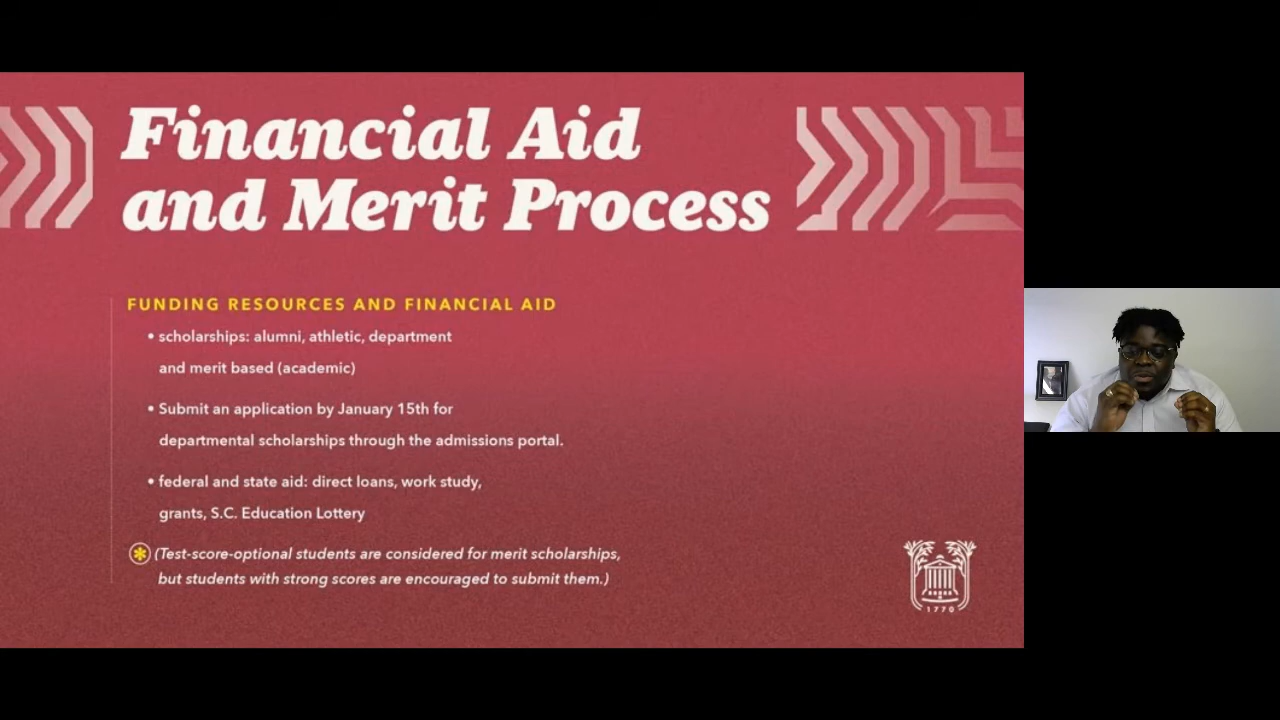 Financial Aid
and Merit Process
FUNDING RESOURCES AND FINANCIAL AID
• scholarships: alumni, athletic, department
and merit based (academic)
• Submit an application by January 15th for
departmental scholarships through the admissions portal.
• federal and state aid: direct loans, work study,
grants, S.C. Education Lottery
(Test-score-optional students are considered for merit scholarships,
but students with strong scores are encouraged to submit them.)
1770